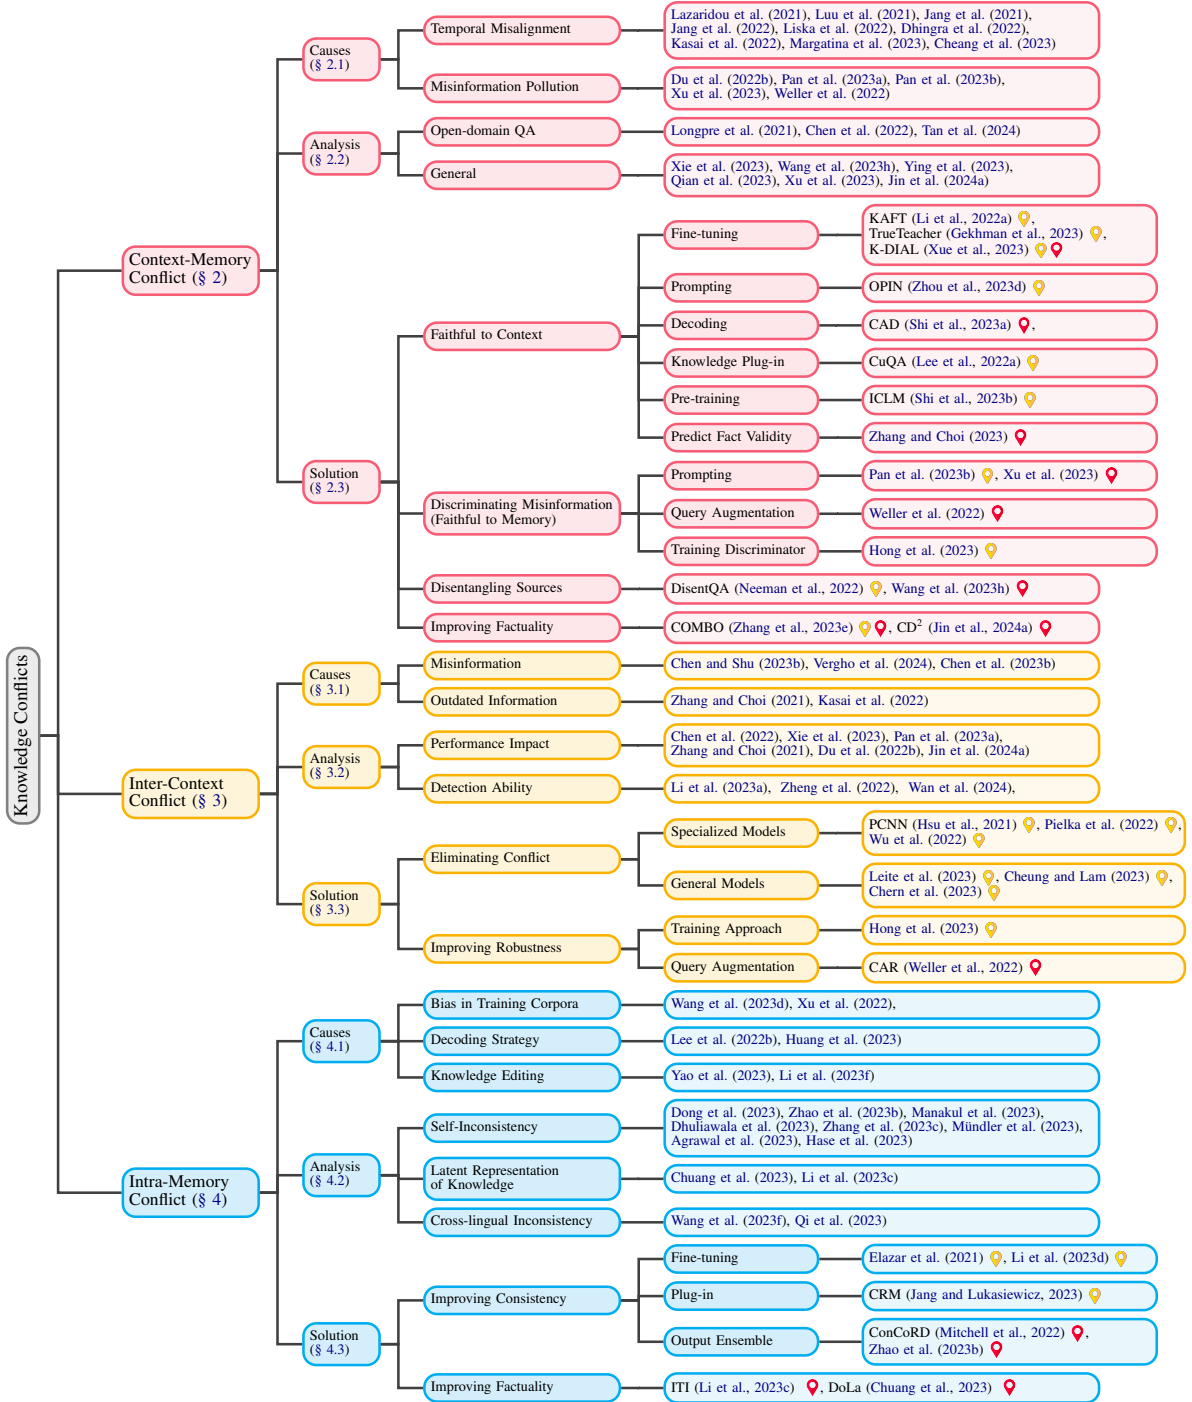 Knowledge Conflicts
Context-Memory
Conflict (§ 2)
Causes
(§ 2.1)
Temporal Misalignment
Lazaridou et al. (2021), Luu et al. (2021), Jang et al. (2021),
Jang et al. (2022), Liska et al. (2022), Dhingra et al. (2022),
Kasai et al. (2022), Margatina et al. (2023), Cheang et al. (2023)
Misinformation Pollution
Du et al. (2022b), Pan et al. (2023a), Pan et al. (2023b),
Xu et al. (2023), Weller et al. (2022)
Analysis
(§ 2.2)
Open-domain QA
Longpre et al. (2021), Chen et al. (2022), Tan et al. (2024)
General
Xie et al. (2023), Wang et al. (2023h), Ying et al. (2023),
Qian et al. (2023), Xu et al. (2023), Jin et al. (2024a)
Solution
(§ 2.3)
Faithful to Context
Fine-tuning
KAFT (Li et al., 2022a) ,
TrueTeacher (Gekhman et al., 2023) ,
K-DIAL (Xue et al., 2023)
Prompting
OPIN (Zhou et al., 2023d)
Decoding
CAD (Shi et al., 2023a) ,
Knowledge Plug-in
CuQA (Lee et al., 2022a)
Pre-training
ICLM (Shi et al., 2023b)
Predict Fact Validity
Zhang and Choi (2023)
Discriminating Misinformation
(Faithful to Memory)
Prompting
Pan et al. (2023b) , Xu et al. (2023)
Query Augmentation
Weller et al. (2022)
Training Discriminator
Hong et al. (2023)
Disentangling Sources
DisentQA (Neeman et al., 2022) , Wang et al. (2023h)
Improving Factuality
COMBO (Zhang et al., 2023e) , CD² (Jin et al., 2024a)
Inter-Context
Conflict (§ 3)
Causes
(§ 3.1)
Misinformation
Chen and Shu (2023b), Vergho et al. (2024), Chen et al. (2023b)
Outdated Information
Zhang and Choi (2021), Kasai et al. (2022)
Analysis
(§ 3.2)
Performance Impact
Chen et al. (2022), Xie et al. (2023), Pan et al. (2023a),
Zhang and Choi (2021), Du et al. (2022b), Jin et al. (2024a)
Detection Ability
Li et al. (2023a), Zheng et al. (2022), Wan et al. (2024),
Solution
(§ 3.3)
Eliminating Conflict
Specialized Models
PCNN (Hsu et al., 2021) , Pielka et al. (2022) ,
Wu et al. (2022)
General Models
Leite et al. (2023) , Cheung and Lam (2023) ,
Chern et al. (2023)
Improving Robustness
Training Approach
Hong et al. (2023)
Query Augmentation
CAR (Weller et al., 2022)
Intra-Memory
Conflict (§ 4)
Causes
(§ 4.1)
Bias in Training Corpora
Wang et al. (2023d), Xu et al. (2022),
Decoding Strategy
Lee et al. (2022b), Huang et al. (2023)
Knowledge Editing
Yao et al. (2023), Li et al. (2023f)
Analysis
(§ 4.2)
Self-Inconsistency
Dong et al. (2023), Zhao et al. (2023b), Manakul et al. (2023),
Dhuliawala et al. (2023), Zhang et al. (2023c), Mündler et al. (2023),
Agrawal et al. (2023), Hase et al. (2023)
Latent Representation
of Knowledge
Chuang et al. (2023), Li et al. (2023c)
Cross-lingual Inconsistency
Wang et al. (2023f), Qi et al. (2023)
Solution
(§ 4.3)
Improving Consistency
Fine-tuning
Elazar et al. (2021) , Li et al. (2023d)
Plug-in
CRM (Jang and Lukasiewicz, 2023)
Output Ensemble
ConCoRD (Mitchell et al., 2022) ,
Zhao et al. (2023b)
Improving Factuality
ITI (Li et al., 2023c) , DoLa (Chuang et al., 2023)